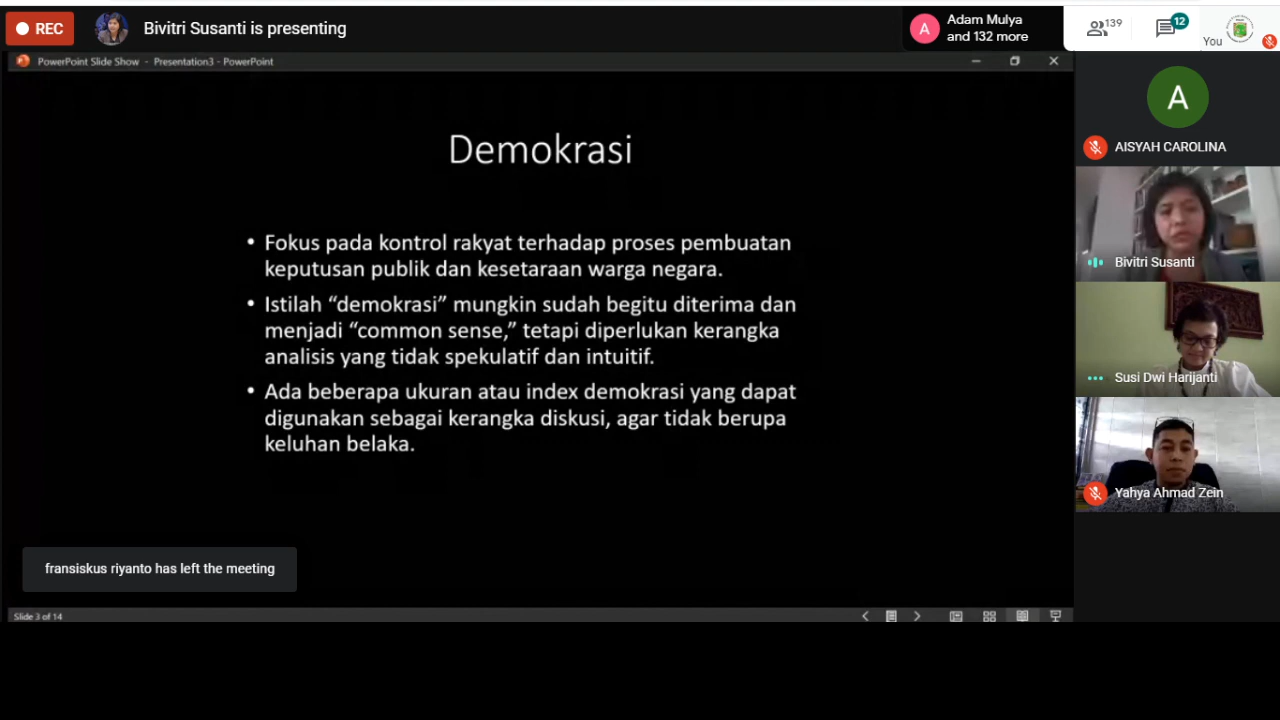 REC
Bivitri Susanti is presenting
Adam Mulya
and 132 more
139
12
You
PowerPoint Slide Show - Presentation3 - PowerPoint
Demokrasi
• Fokus pada kontrol rakyat terhadap proses pembuatan
keputusan publik dan kesetaraan warga negara.
• Istilah “demokrasi” mungkin sudah begitu diterima dan
menjadi “common sense,” tetapi diperlukan kerangka
analisis yang tidak spekulatif dan intuitif.
• Ada beberapa ukuran atau index demokrasi yang dapat
digunakan sebagai kerangka diskusi, agar tidak berupa
keluhan belaka.
fransiskus riyanto has left the meeting
Slide 3 of 14
A
A
AISYAH CAROLINA
Bivitri Susanti
Susi Dwi Harijanti
Yahya Ahmad Zein